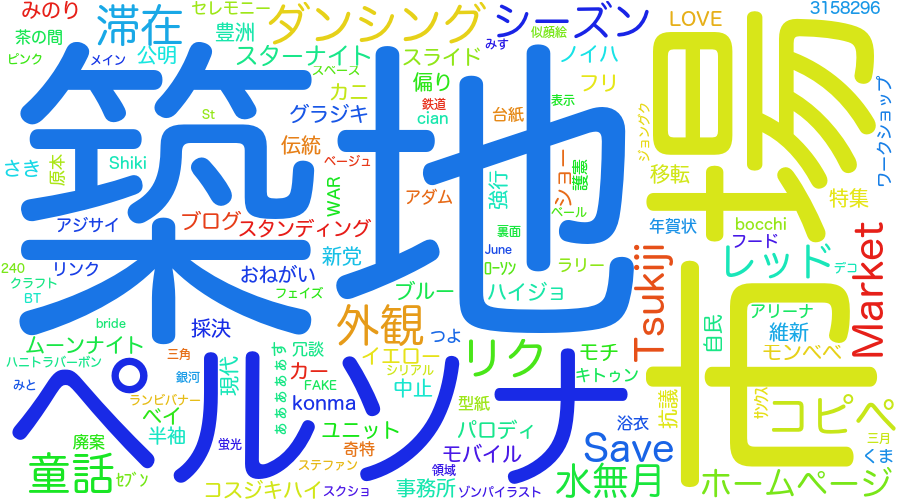 みのり
滞在
セレモニー
ダンシング
シーズン
LOVE
3158296
茶の間
公明
豊洲
スターナイト
スライド
みす
似顔絵
ノイハ
ピンク
メイン
スペース
カニ
偏り
フリ
表示
築地
市場
St
グラジキ
鉄道
cian
台紙
ジョングク
ワークショップ
さき
原本
Shiki
伝統
ベージュ
WAR
アダム
強行
ショー
護憲
移転
特集
アジサイ
ブログ
スタンディング
ベール
裏面
年賀状
bocchi
フード
240
リンク
新党
June
ﾛｰｿﾝ
ラリー
Tsukiji
レッド
デコ
Market
クラフト
おねがい
BT
フェイズ
ブルー
ハイジョ
bride
採決
外観
つよ
アリーナ
維新
自民
ムーンナイト
三角
冗談
イエロー
リク
モチ
モンベベ
ハニトラバーボン
ペルソナ
銀河
現代
カー
ああああぁす
シリアル
キトゥン
みと
ランピバナー
FAKE
中止
konma
型紙
抗議
ｻﾝｸｽ
コピペ
ベイ
半袖
廃案
蛍光
ユニット
奇特
パロディ
浴衣
三月
童話
ｾﾌﾞﾝ
ステファン
モバイル
Save
くま
領域
コスジキハイ
スクショ
事務所
ゾンパイラスト
水無月
ホームページ